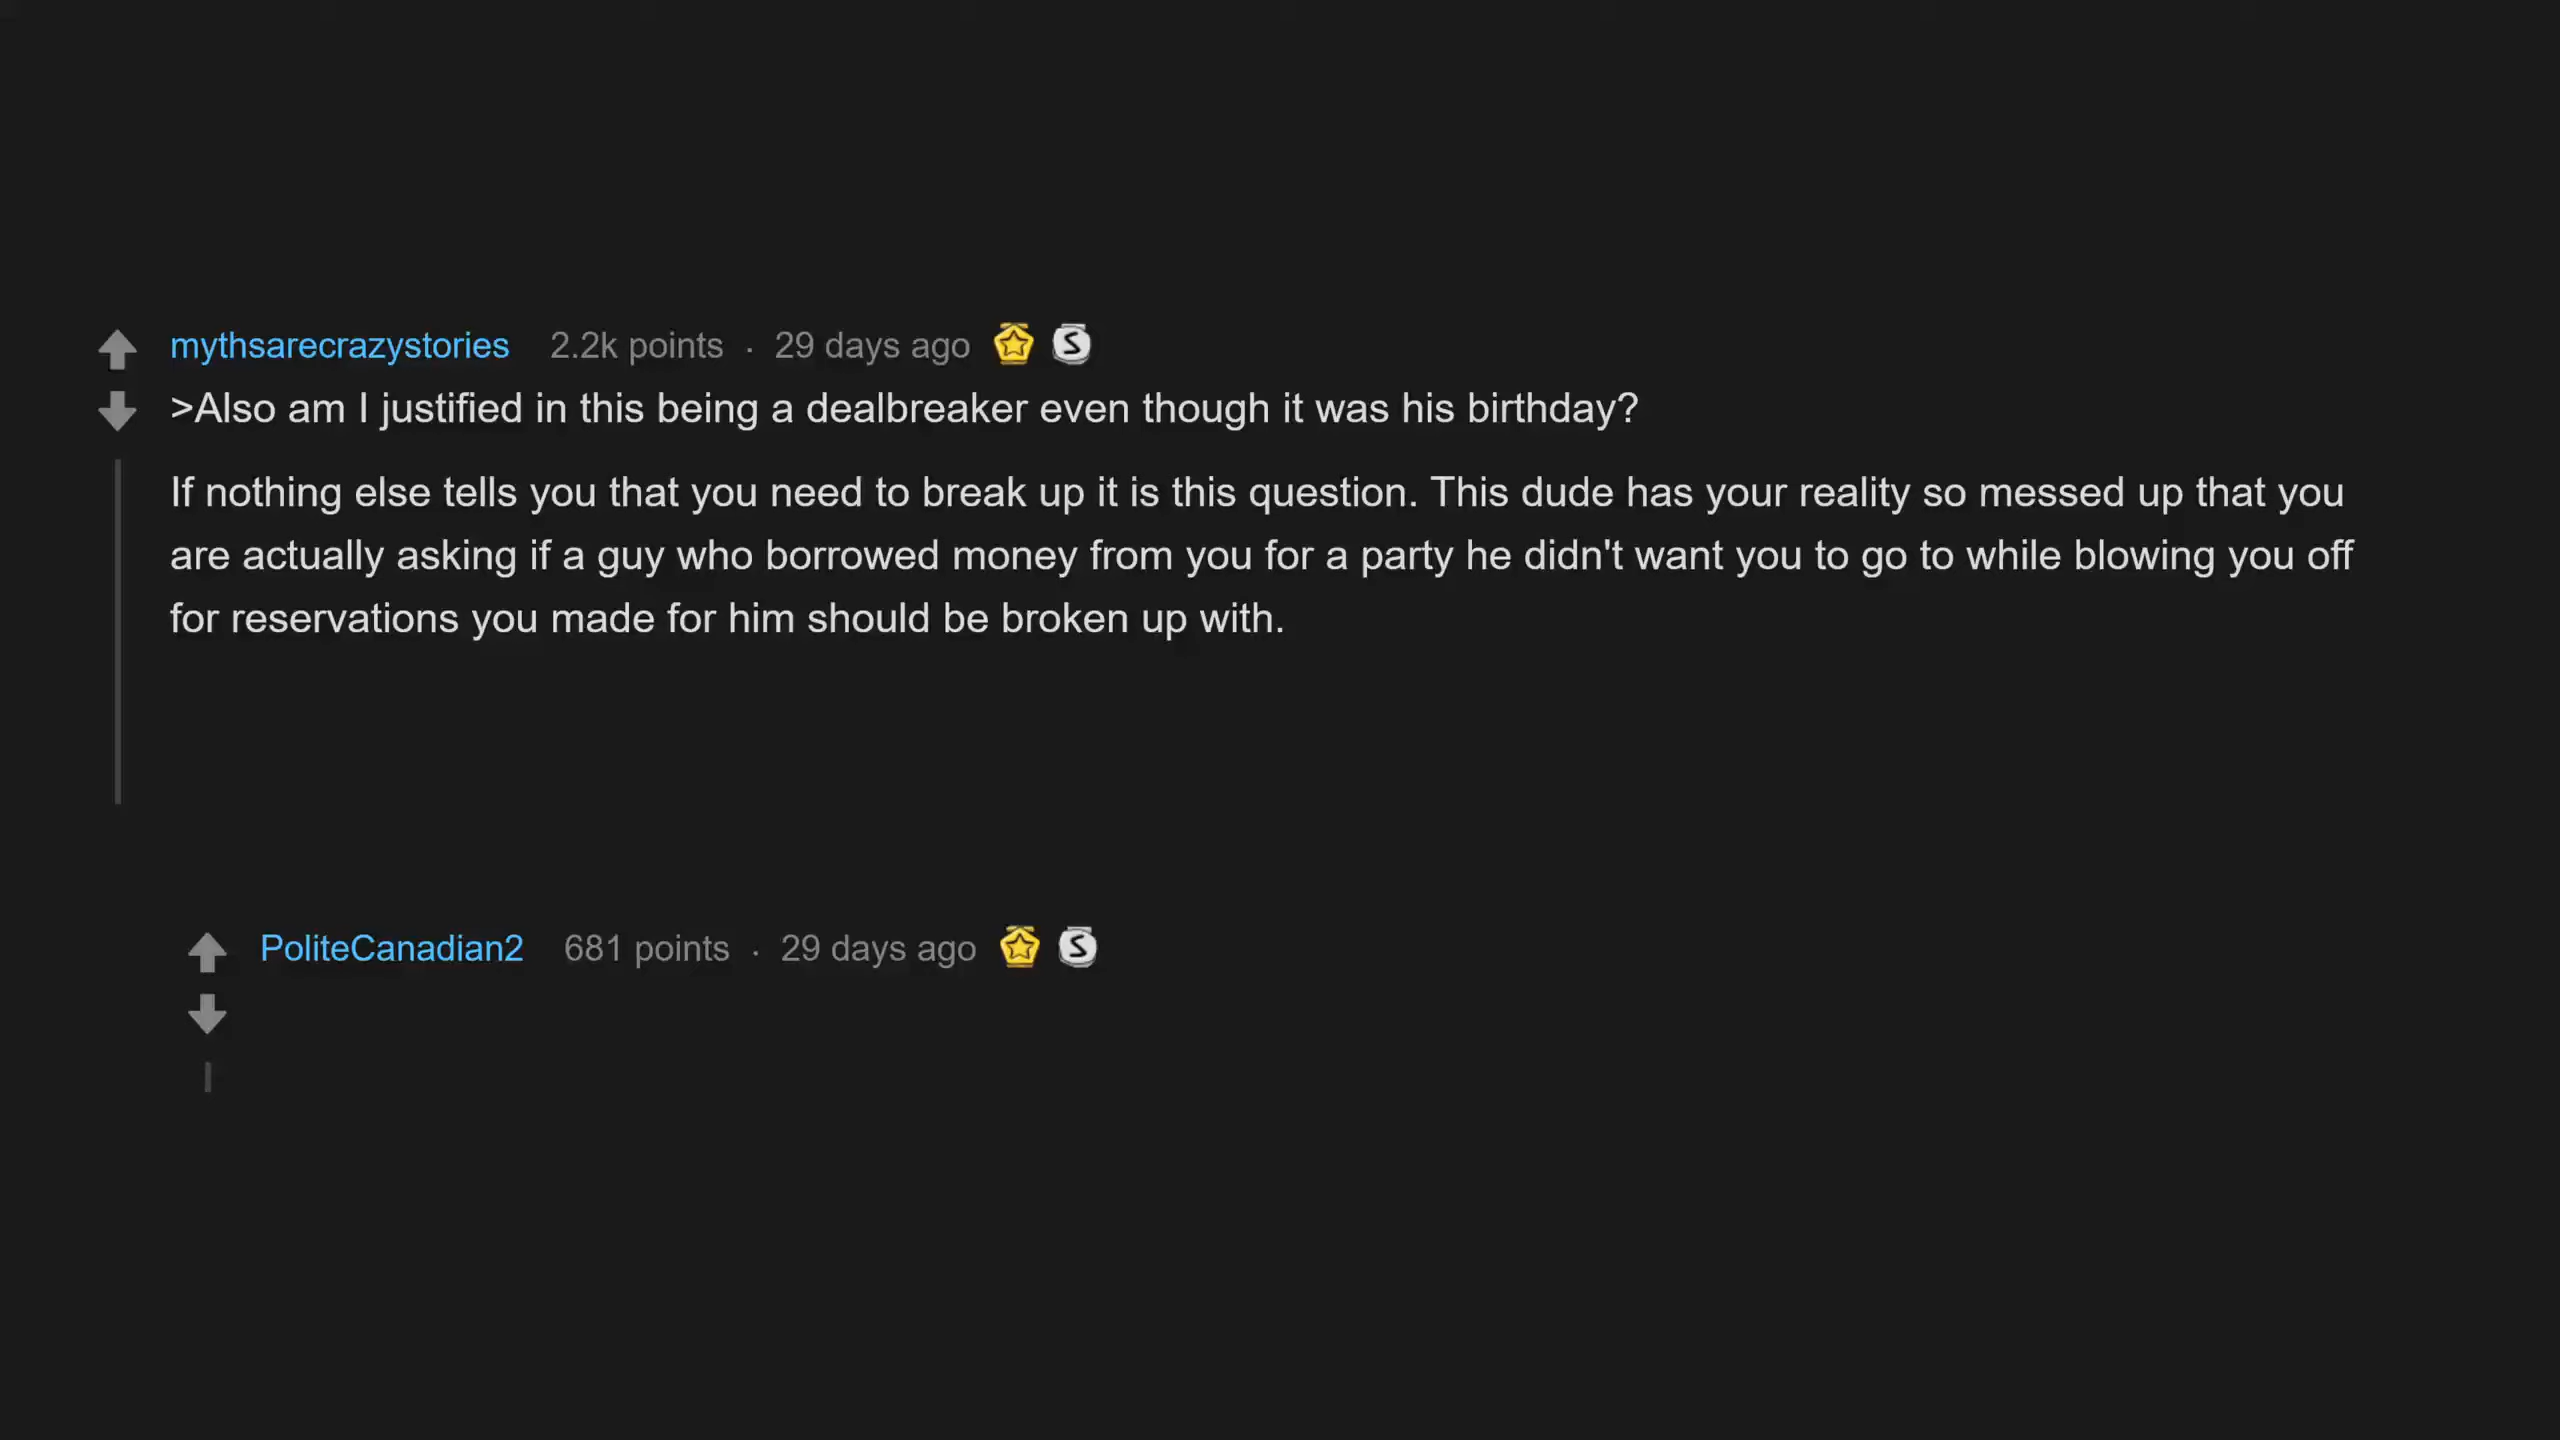 mythsarecrazystories 2.2k points · 29 days ago
>Also am I justified in this being a dealbreaker even though it was his birthday?
If nothing else tells you that you need to break up it is this question. This dude has your reality so messed up that you
are actually asking if a guy who borrowed money from you for a party he didn't want you to go to while blowing you off
for reservations you made for him should be broken up with.
PoliteCanadian2 681 points · 29 days ago